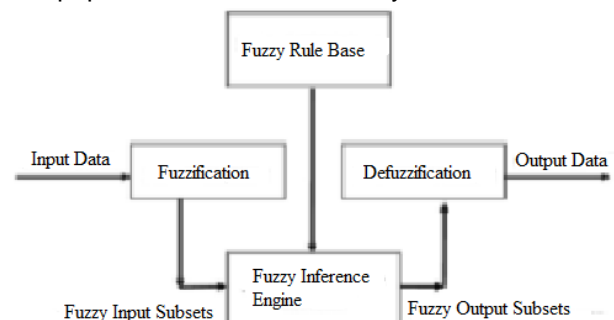 Fuzzy Rule Base
Input Data
Fuzzification
Defuzzification
Output Data
Fuzzy Inference
Engine
Fuzzy Input Subsets
Fuzzy Output Subsets